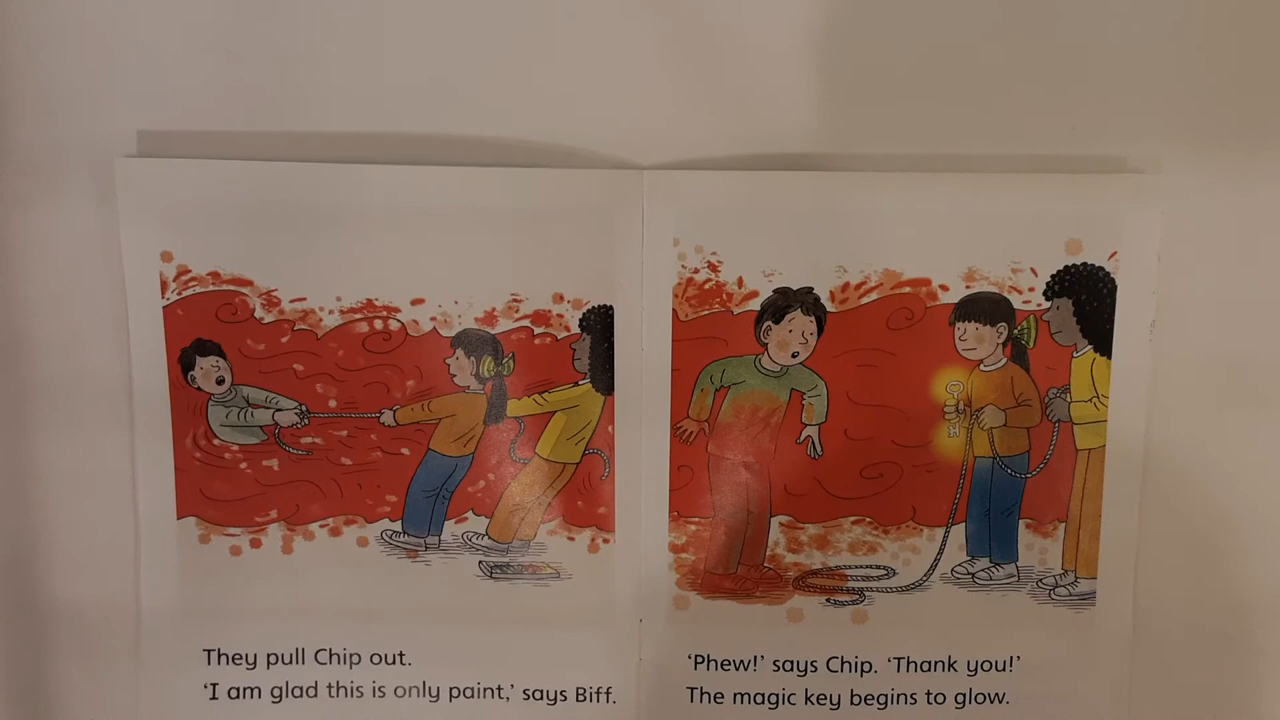 They pull Chip out.
‘I am glad this is only paint,’ says Biff.
‘Phew!’ says Chip. ‘Thank you!’
The magic key begins to glow.